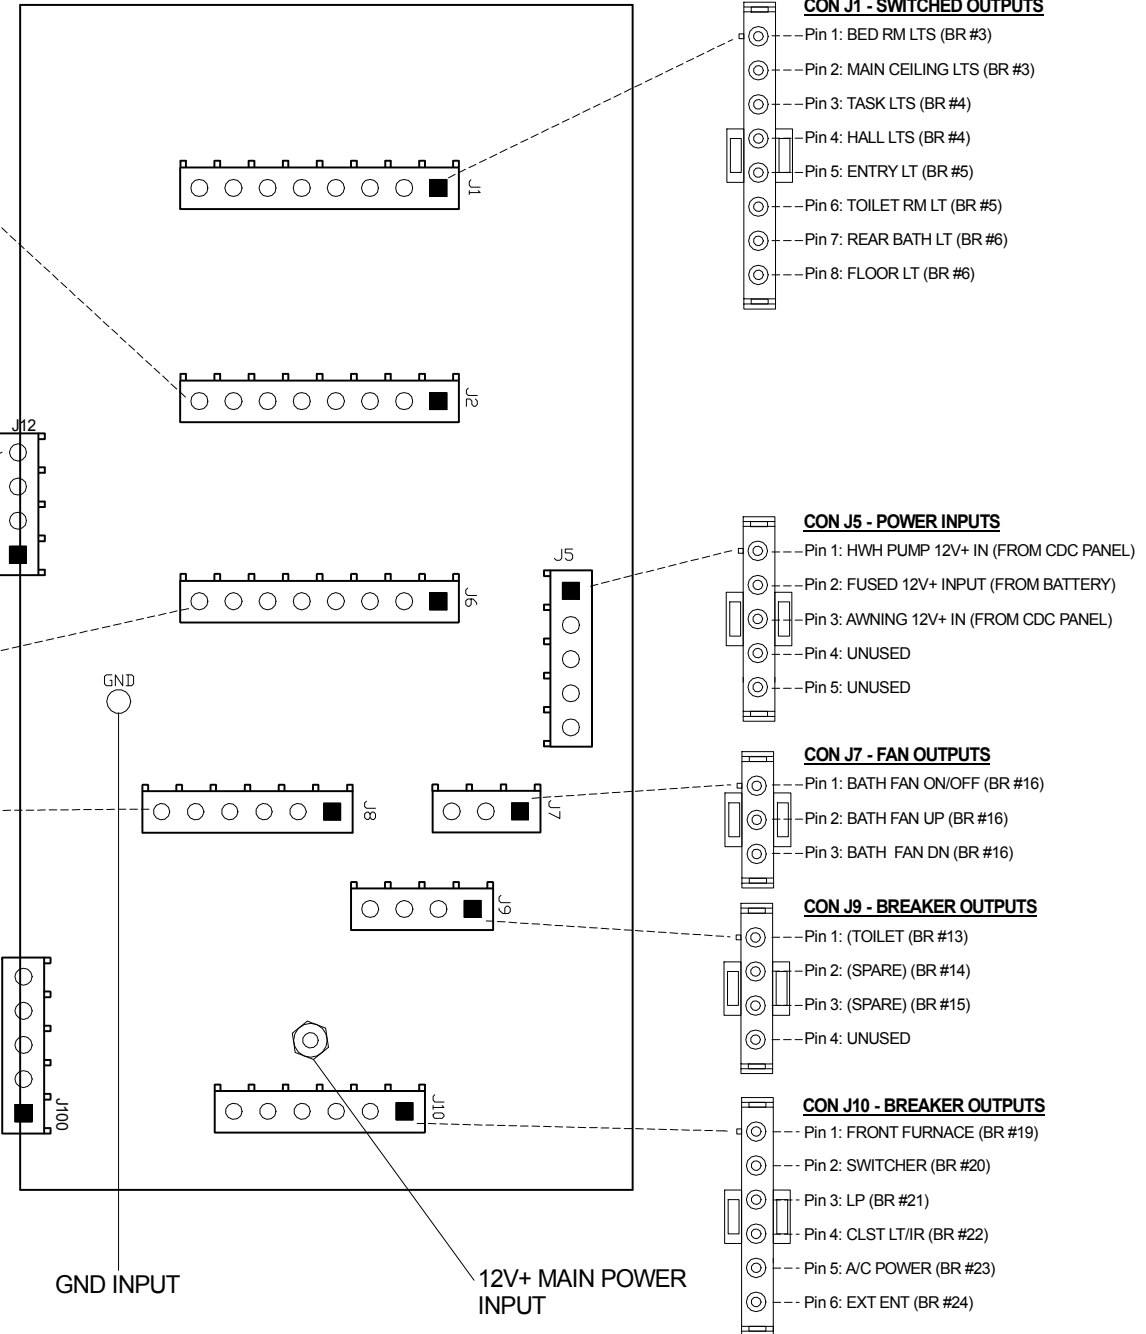 CON J1 - SWITCHED OUTPUTS
Pin 1: BED RM LTS (BR #3)
Pin 2: MAIN CEILING LTS (BR #3)
Pin 3: TASK LTS (BR #4)
Pin 4: HALL LTS (BR #4)
Pin 5: ENTRY LT (BR #5)
Pin 6: TOILET RM LT (BR #5)
Pin 7: REAR BATH LT (BR #6)
Pin 8: FLOOR LT (BR #6)
J1
J2
J12
J5
J6
CON J5 - POWER INPUTS
Pin 1: HWH PUMP 12V+ IN (FROM CDC PANEL)
Pin 2: FUSED 12V+ INPUT (FROM BATTERY)
Pin 3: AWNING 12V+ IN (FROM CDC PANEL)
Pin 4: UNUSED
Pin 5: UNUSED
GND
J8
J7
CON J7 - FAN OUTPUTS
Pin 1: BATH FAN ON/OFF (BR #16)
Pin 2: BATH FAN UP (BR #16)
Pin 3: BATH  FAN DN (BR #16)
J9
CON J9 - BREAKER OUTPUTS
Pin 1: (TOILET (BR #13)
Pin 2: (SPARE) (BR #14)
Pin 3: (SPARE) (BR #15)
Pin 4: UNUSED
J100
J10
CON J10 - BREAKER OUTPUTS
Pin 1: FRONT FURNACE (BR #19)
Pin 2: SWITCHER (BR #20)
Pin 3: LP (BR #21)
Pin 4: CLST LT/IR (BR #22)
Pin 5: A/C POWER (BR #23)
Pin 6: EXT ENT (BR #24)
GND INPUT
12V+ MAIN POWER
INPUT